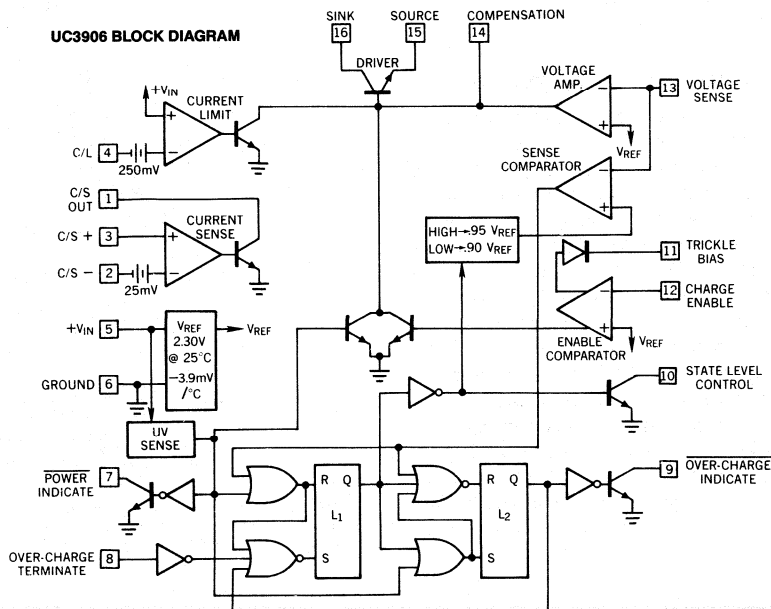 UC3906 BLOCK DIAGRAM
SINK
16
SOURCE
15
COMPENSATION
14
DRIVER
+VIN
CURRENT
LIMIT
+
−
C/L 4
250mV
VOLTAGE
AMP.
−
+
VREF
13 VOLTAGE
SENSE
C/S
OUT
1
C/S + 3
C/S − 2
25mV
CURRENT
SENSE
+
−
SENSE
COMPARATOR
−
+
HIGH→.95 VREF
LOW→.90 VREF
11 TRICKLE
BIAS
12 CHARGE
ENABLE
−
+
ENABLE
COMPARATOR
VREF
+VIN 5
VREF
2.30V
@ 25°C
−3.9mV
/°C
VREF
GROUND 6
UV
SENSE
10 STATE LEVEL
CONTROL
POWER
INDICATE
7
R Q
L1
S
R Q
L2
S
9 OVER-CHARGE
INDICATE
OVER-CHARGE
TERMINATE
8